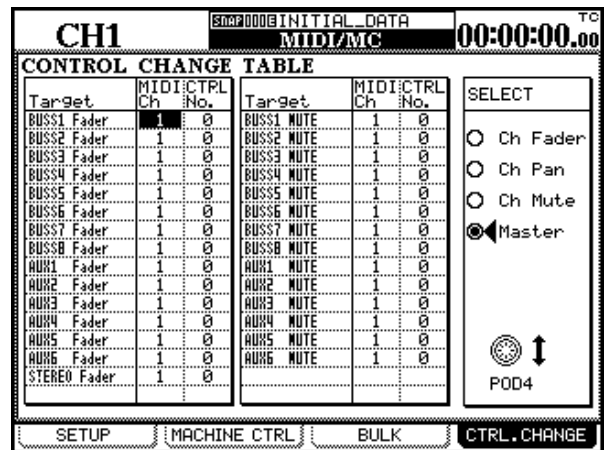 CH1 SNAP000 INITIAL_DATA TC
MIDI/MC 00:00:00.00
CONTROL CHANGE TABLE
Target MIDI Ch CTRL No.
BUSS1 Fader 1 0
BUSS2 Fader 1 0
BUSS3 Fader 1 0
BUSS4 Fader 1 0
BUSS5 Fader 1 0
BUSS6 Fader 1 0
BUSS7 Fader 1 0
BUSS8 Fader 1 0
AUX1 Fader 1 0
AUX2 Fader 1 0
AUX3 Fader 1 0
AUX4 Fader 1 0
AUX5 Fader 1 0
AUX6 Fader 1 0
STEREO Fader 1 0
Target MIDI Ch CTRL No.
BUSS1 MUTE 1 0
BUSS2 MUTE 1 0
BUSS3 MUTE 1 0
BUSS4 MUTE 1 0
BUSS5 MUTE 1 0
BUSS6 MUTE 1 0
BUSS7 MUTE 1 0
BUSS8 MUTE 1 0
AUX1 MUTE 1 0
AUX2 MUTE 1 0
AUX3 MUTE 1 0
AUX4 MUTE 1 0
AUX5 MUTE 1 0
AUX6 MUTE 1 0
SELECT
Ch Fader
Ch Pan
Ch Mute
Master
POD4
SETUP MACHINE CTRL BULK CTRL.CHANGE